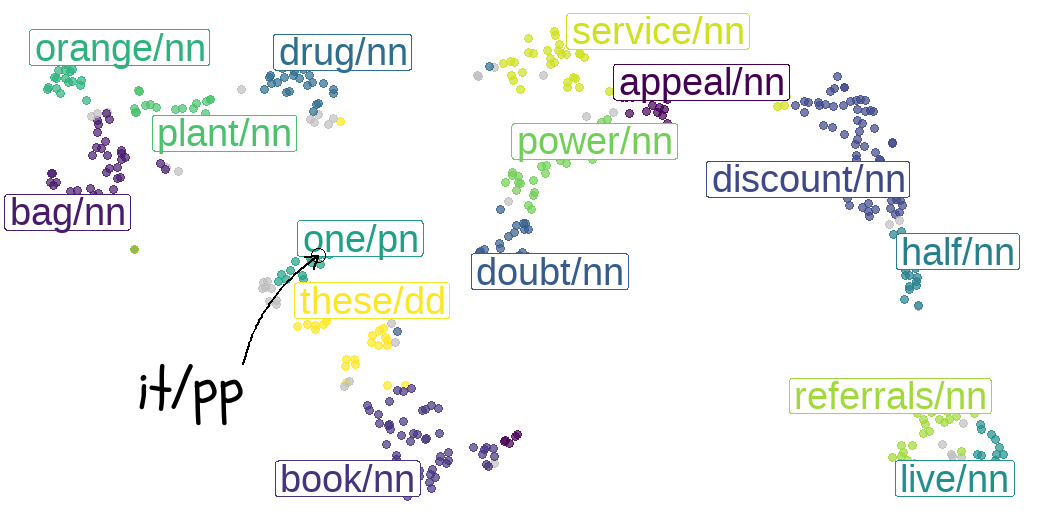 service/nn
orange/nn
drug/nn
appeal/nn
plant/nn
power/nn
discount/nn
bag/nn
one/pn
half/nn
doubt/nn
these/dd
it/pp
referrals/nn
book/nn
live/nn